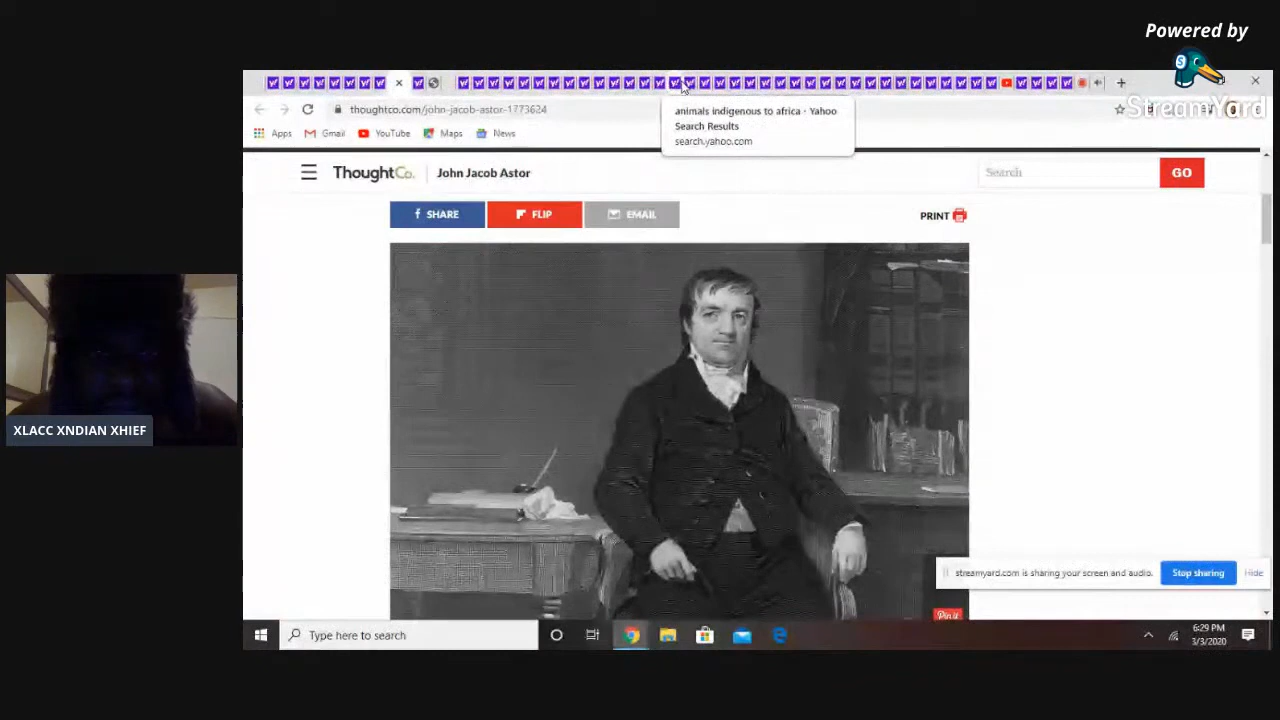 Powered by
StreamYard
thoughtco.com/john-jacob-astor-1773624
animals indigenous to africa - Yahoo
Search Results
search.yahoo.com
Apps
Gmail
YouTube
Maps
News
ThoughtCo.
John Jacob Astor
Search
GO
SHARE
FLIP
EMAIL
PRINT
XLACC XNDIAN XHIEF
streamyard.com is sharing your screen and audio.
Stop sharing
Hide
Pin it
Type here to search
6:29 PM
3/3/2020